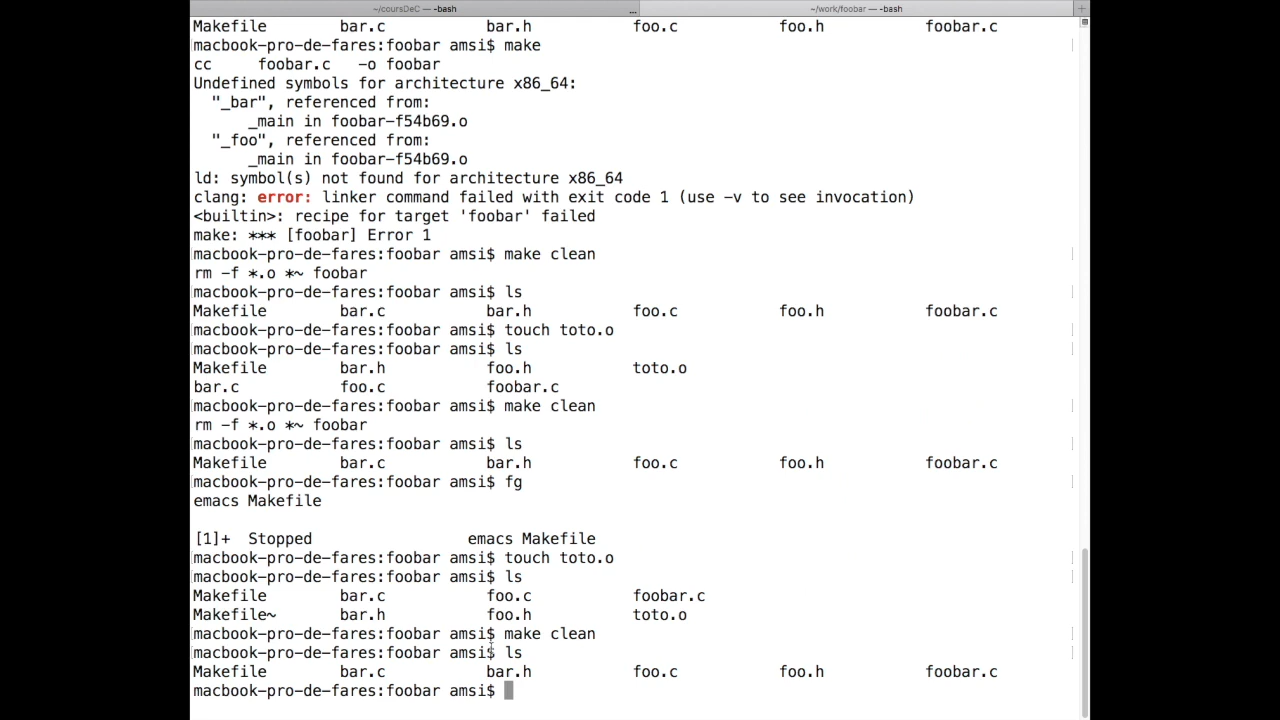 ~/coursDeC — -bash
~/work/foobar — -bash
Makefile bar.c bar.h foo.c foo.h foobar.c
macbook-pro-de-fares:foobar amsi$ make
cc foobar.c -o foobar
Undefined symbols for architecture x86_64:
"_bar", referenced from:
_main in foobar-f54b69.o
"_foo", referenced from:
_main in foobar-f54b69.o
ld: symbol(s) not found for architecture x86_64
clang: error: linker command failed with exit code 1 (use -v to see invocation)
<builtin>: recipe for target 'foobar' failed
make: *** [foobar] Error 1
macbook-pro-de-fares:foobar amsi$ make clean
rm -f *.o *~ foobar
macbook-pro-de-fares:foobar amsi$ ls
Makefile bar.c bar.h foo.c foo.h foobar.c
macbook-pro-de-fares:foobar amsi$ touch toto.o
macbook-pro-de-fares:foobar amsi$ ls
Makefile bar.h foo.h toto.o
bar.c foo.c foobar.c
macbook-pro-de-fares:foobar amsi$ make clean
rm -f *.o *~ foobar
macbook-pro-de-fares:foobar amsi$ ls
Makefile bar.c bar.h foo.c foo.h foobar.c
macbook-pro-de-fares:foobar amsi$ fg
emacs Makefile
[1]+ Stopped emacs Makefile
macbook-pro-de-fares:foobar amsi$ touch toto.o
macbook-pro-de-fares:foobar amsi$ ls
Makefile bar.c foo.c foobar.c
Makefile~ bar.h foo.h toto.o
macbook-pro-de-fares:foobar amsi$ make clean
macbook-pro-de-fares:foobar amsi$ ls
Makefile bar.c bar.h foo.c foo.h foobar.c
macbook-pro-de-fares:foobar amsi$